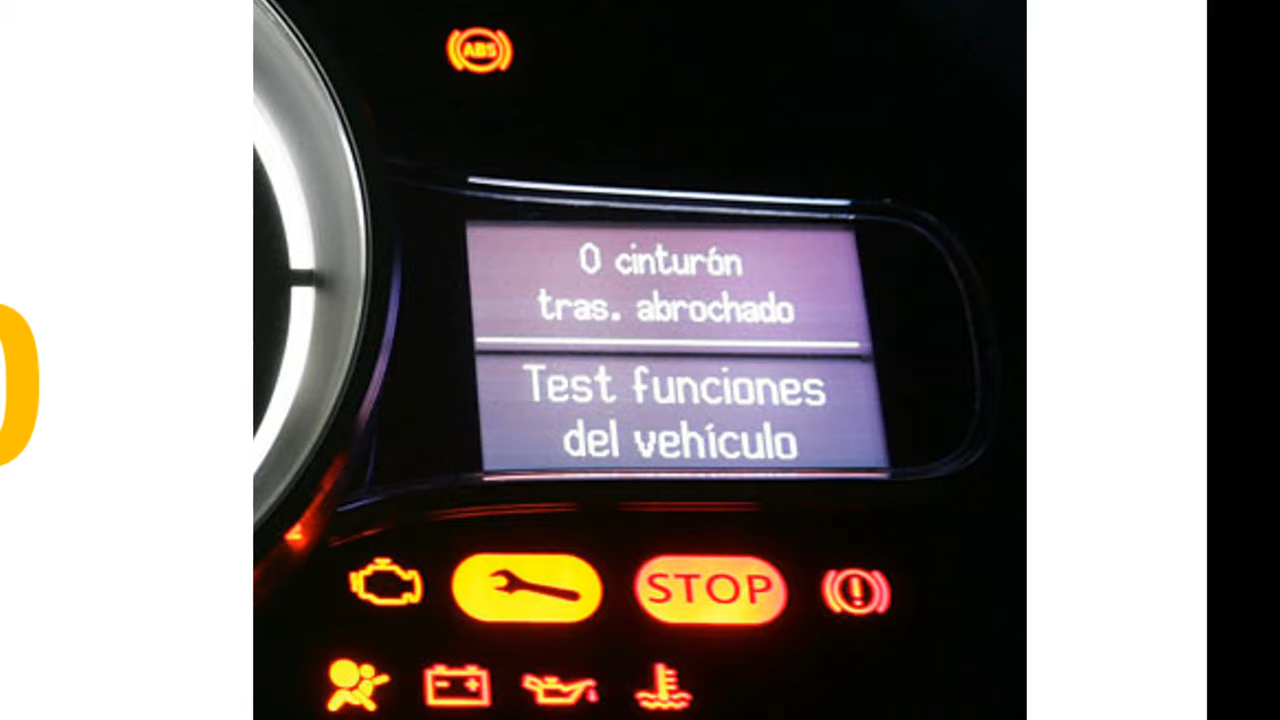 ABS
0 cinturón
tras. abrochado
Test funciones
del vehículo
STOP